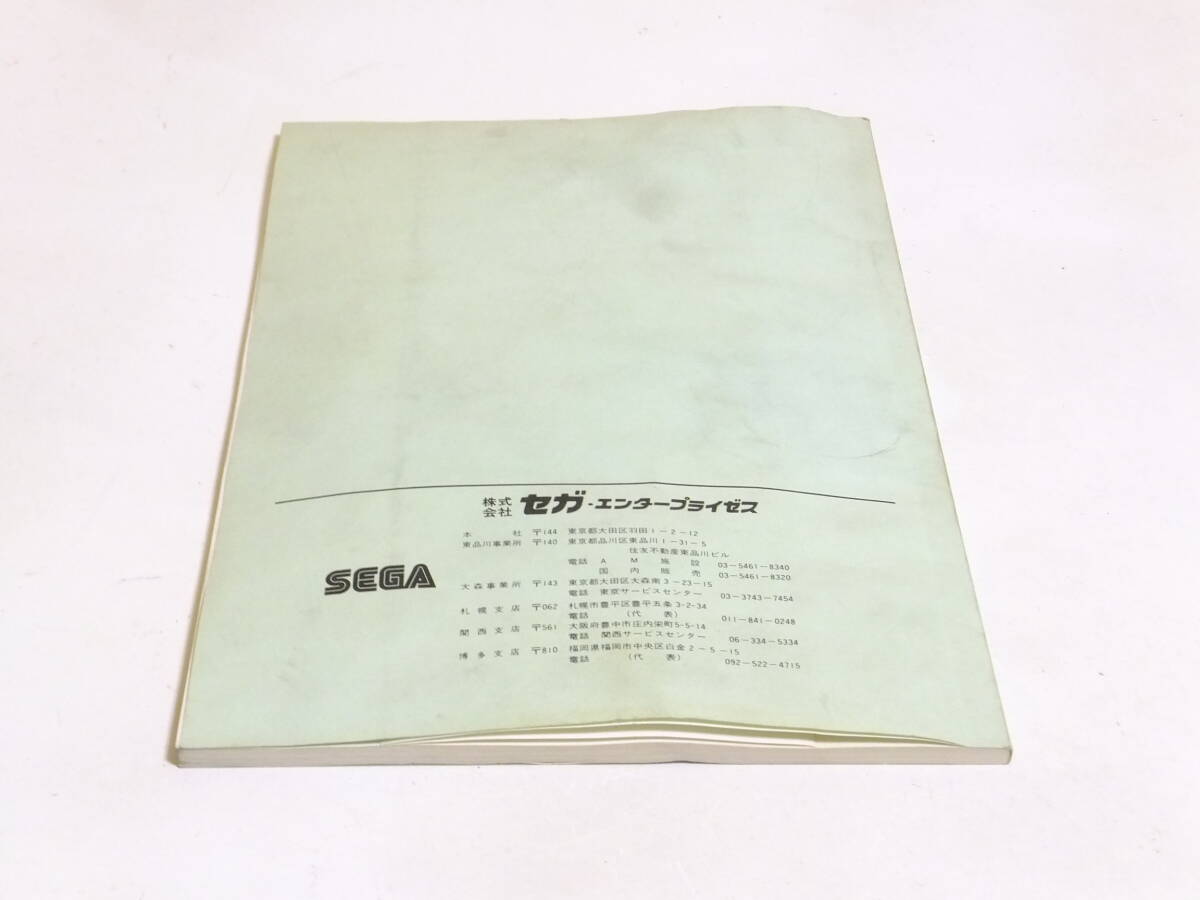 株式会社 セガ・エンタープライゼス
SEGA
本社 〒144 東京都大田区羽田1-2-12
東品川事業所 〒140 東京都品川区東品川1-31-5
住友不動産東品川ビル
電話 AM施設 03-5461-8340
国内販売 03-5461-8320
大森事業所 〒143 東京都大田区大森南3-23-15
電話 東京サービスセンター 03-3743-7454
札幌支店 〒062 札幌市豊平区豊平五条3-2-34
電話 (代表) 011-841-0248
関西支店 〒561 大阪府豊中市庄内栄町5-5-14
電話 関西サービスセンター 06-334-5334
博多支店 〒810 福岡県福岡市中央区白金2-5-15
電話 (代表) 092-522-4715